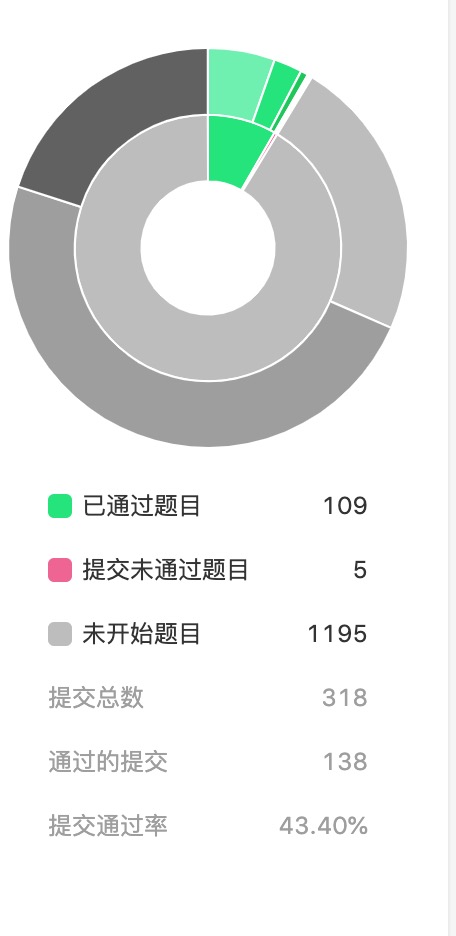 已通过题目 109
提交未通过题目 5
未开始题目 1195
提交总数 318
通过的提交 138
提交通过率 43.40%